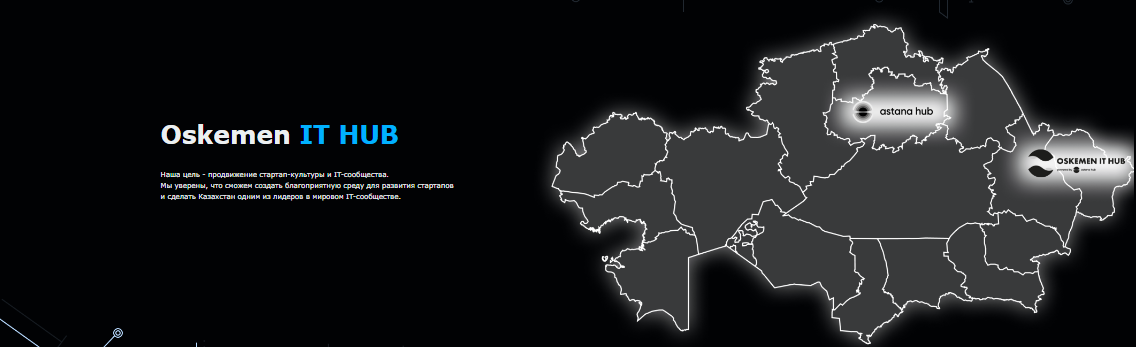 Oskemen IT HUB
Наша цель - продвижение стартап-культуры и IT-сообщества.
Мы уверены, что сможем создать благоприятную среду для развития стартапов
и сделать Казахстан одним из лидеров в мировом IT-сообществе.
astana hub
OSKEMEN IT HUB